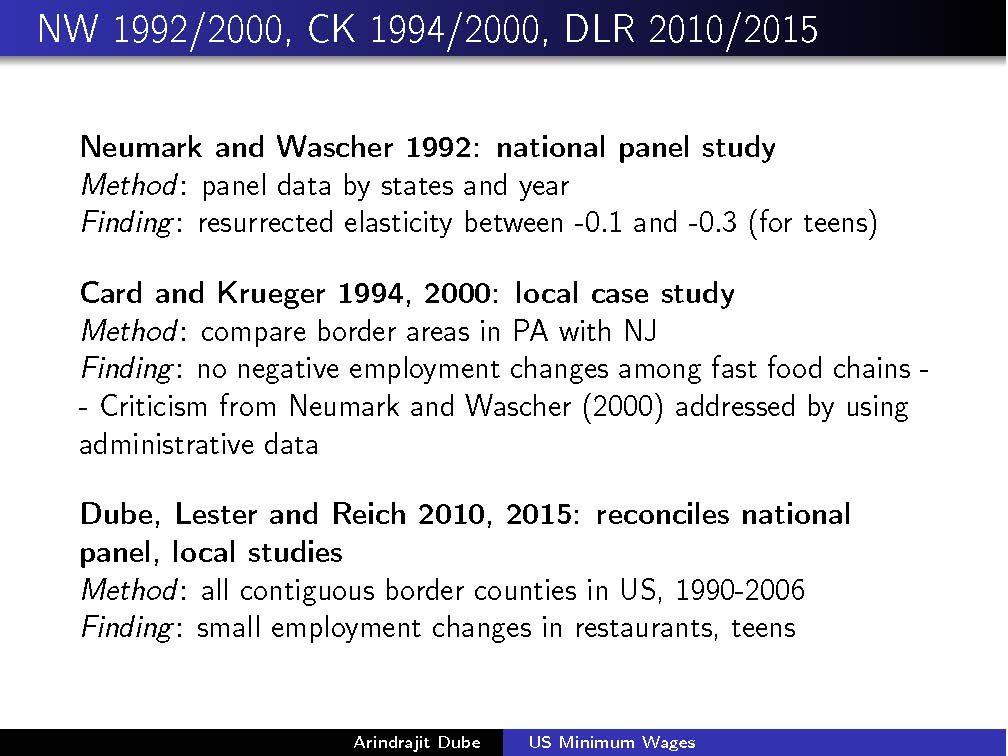 NW 1992/2000, CK 1994/2000, DLR 2010/2015
Neumark and Wascher 1992: national panel study
Method: panel data by states and year
Finding: resurrected elasticity between -0.1 and -0.3 (for teens)
Card and Krueger 1994, 2000: local case study
Method: compare border areas in PA with NJ
Finding: no negative employment changes among fast food chains -
- Criticism from Neumark and Wascher (2000) addressed by using
administrative data
Dube, Lester and Reich 2010, 2015: reconciles national
panel, local studies
Method: all contiguous border counties in US, 1990-2006
Finding: small employment changes in restaurants, teens
Arindrajit Dube US Minimum Wages